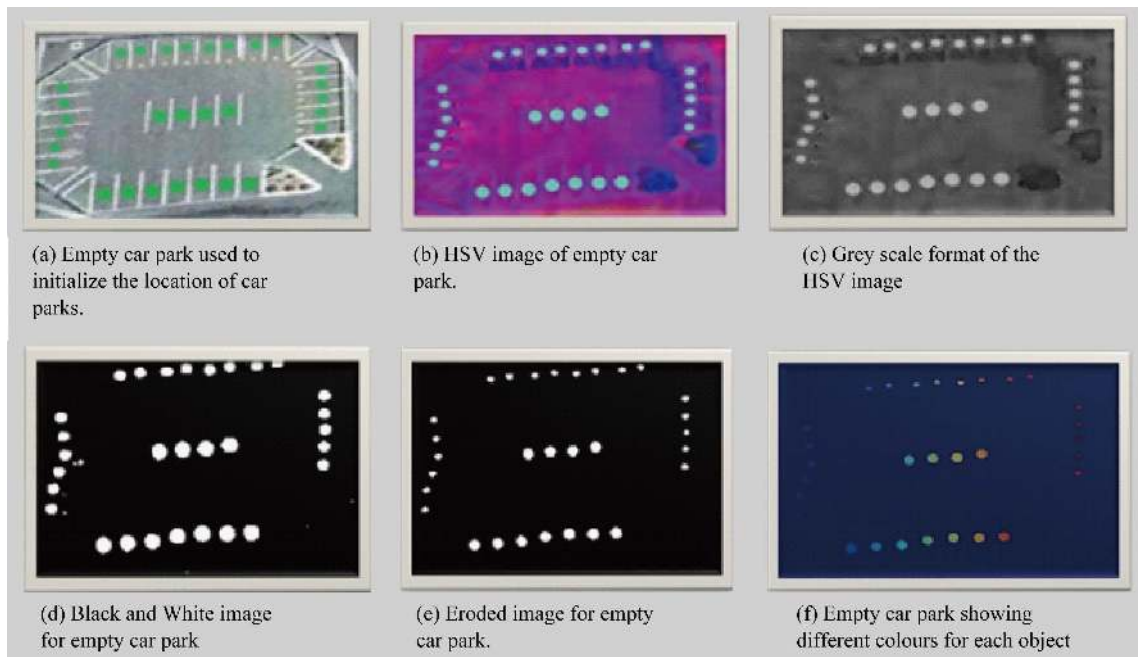 (a) Empty car park used to
initialize the location of car
parks.
(b) HSV image of empty car
park.
(c) Grey scale format of the
HSV image
(d) Black and White image
for empty car park
(e) Eroded image for empty
car park.
(f) Empty car park showing
different colours for each object